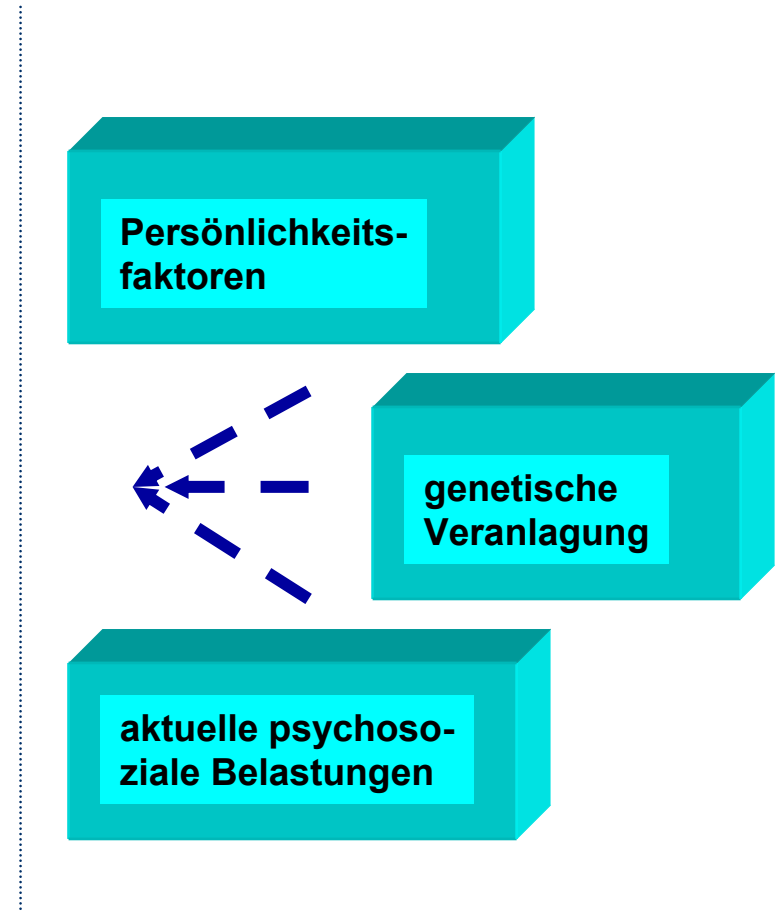 Persönlichkeits-
faktoren
genetische
Veranlagung
aktuelle psychoso-
ziale Belastungen